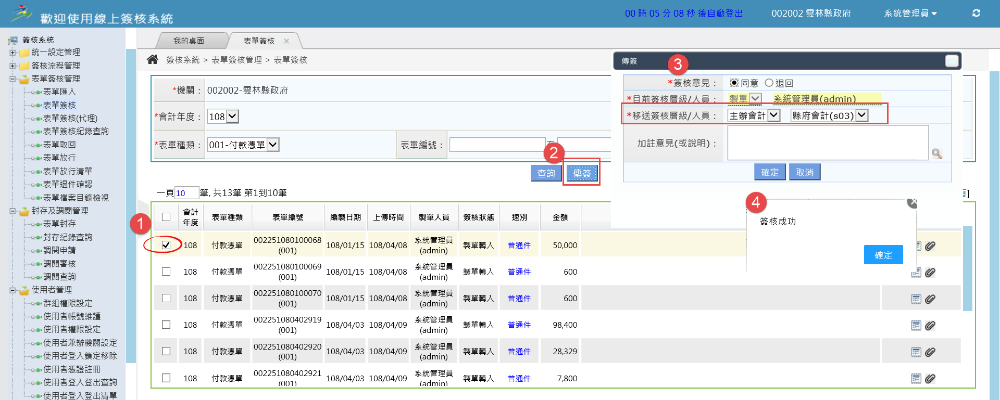 歡迎使用線上簽核系統
00 時 05 分 08 秒 後自動登出
002002 雲林縣政府
系統管理員
簽核系統
統一設定管理
簽核流程管理
表單簽核管理
表單匯入
表單簽核
表單簽核(代理)
表單簽核紀錄查詢
表單取回
表單放行
表單放行清單
表單退件確認
表單檔案目錄檢視
封存及調閱管理
表單封存
封存紀錄查詢
調閱申請
調閱審核
調閱查詢
使用者管理
群組權限設定
使用者帳號維護
使用者權限設定
使用者兼辦機關設定
使用者登入鎖定移除
使用者憑證註冊
使用者登入登出查詢
使用者登入登出清單
我的桌面
表單簽核
簽核系統 > 表單簽核管理 > 表單簽核
*機關： 002002-雲林縣政府
*會計年度： 108
*表單種類： 001-付款憑單 表單編號： 至
2
查詢 傳簽
3
傳簽
*簽核意見： 同意 退回
*目前簽核層級/人員： 製單 系統管理員(admin)
*移送簽核層級/人員： 主辦會計 縣府會計(s03)
加註意見(或說明)：
確定 取消
一頁 10 筆, 共13筆 第1到10筆
]
1
會計年度 表單種類 表單編號 編製日期 上傳時間 製單人員 簽核狀態 速別 金額
108 付款憑單 002251080100068(001) 108/01/15 108/04/08 系統管理員(admin) 製單轉入 普通件 50,000
108 付款憑單 002251080100069(001) 108/01/15 108/04/08 系統管理員(admin) 製單轉入 普通件 600
108 付款憑單 002251080100070(001) 108/01/15 108/04/08 系統管理員(admin) 製單轉入 普通件 600
108 付款憑單 002251080402919(001) 108/04/03 108/04/09 系統管理員(admin) 製單轉入 普通件 98,400
108 付款憑單 002251080402920(001) 108/04/03 108/04/09 系統管理員(admin) 製單轉入 普通件 28,329
108 付款憑單 002251080402921(001) 108/04/03 108/04/09 系統管理員(admin) 製單轉入 普通件 7,800
4
簽核成功
確定